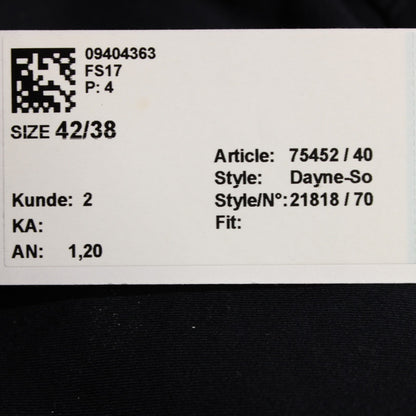 09404363
FS17
P: 4
SIZE 42/38
Article: 75452 / 40
Style: Dayne-So
Kunde: 2
Style/N°: 21818 / 70
KA:
Fit:
AN: 1,20